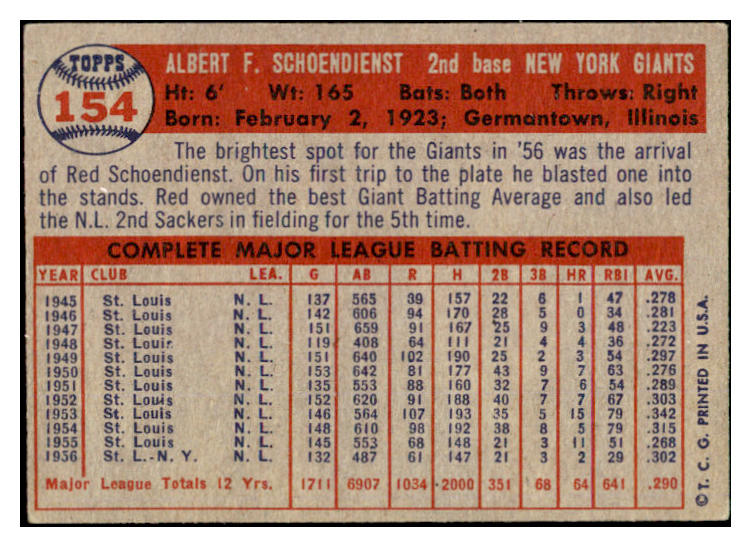 TOPPS
154
ALBERT F. SCHOENDIENST 2nd base NEW YORK GIANTS
Ht: 6' Wt: 165 Bats: Both Throws: Right
Born: February 2, 1923; Germantown, Illinois
The brightest spot for the Giants in '56 was the arrival
of Red Schoendienst. On his first trip to the plate he blasted one into
the stands. Red owned the best Giant Batting Average and also led
the N.L. 2nd Sackers in fielding for the 5th time.
COMPLETE MAJOR LEAGUE BATTING RECORD
YEAR CLUB LEA. G AB R H 2B 3B HR RBI AVG.
1945 St. Louis N. L. 137 565 39 157 22 6 1 47 .278
1946 St. Louis N. L. 142 606 94 170 28 5 0 34 .281
1947 St. Louis N. L. 151 659 91 167 25 9 3 48 .223
1948 St. Louir N. L. 119 408 64 111 21 4 4 36 .272
1949 St. Louis N. L. 151 640 102 190 25 2 3 54 .297
1950 St. Louis N. L. 153 642 81 177 43 9 7 63 .276
1951 St. Louis N. L. 135 553 88 160 32 7 6 54 .289
1952 St. Louis N. L. 152 620 91 188 40 7 7 67 .303
1953 St. Louis N. L. 146 564 107 193 35 5 15 79 .342
1954 St. Louis N. L. 148 610 98 192 38 8 5 79 .315
1955 St. Louis N. L. 145 553 68 148 21 3 11 51 .268
1956 St. L.-N. Y. N. L. 132 487 61 147 21 3 2 29 .302
Major League Totals 12 Yrs. 1711 6907 1034 2000 351 68 64 641 .290
©T. C. G. PRINTED IN U.S.A.